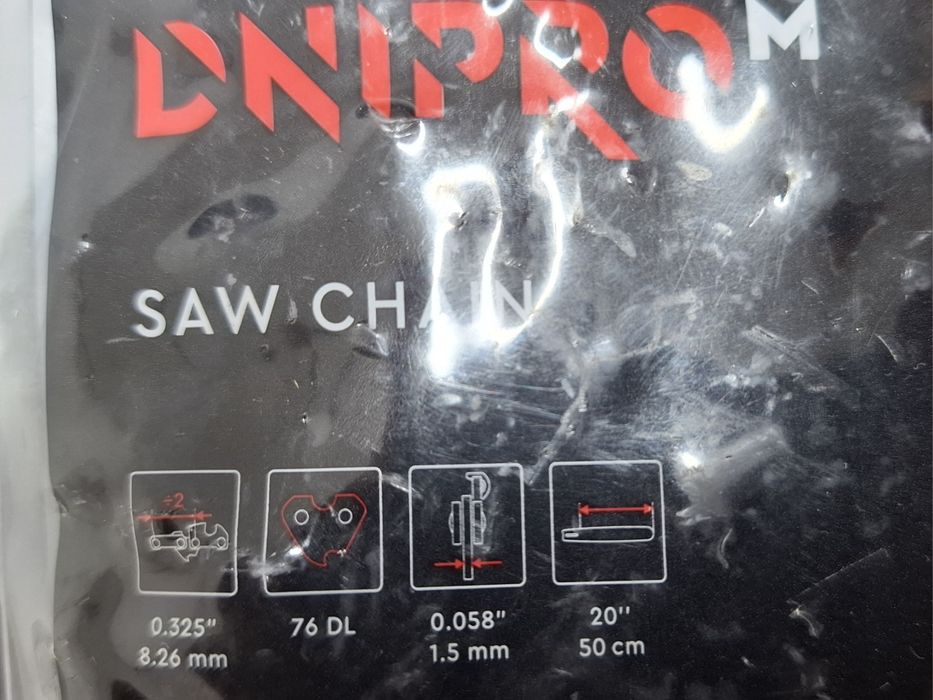 DNIPRO M
SAW CHAIN
÷2
0.325" 76 DL 0.058" 20''
8.26 mm 1.5 mm 50 cm